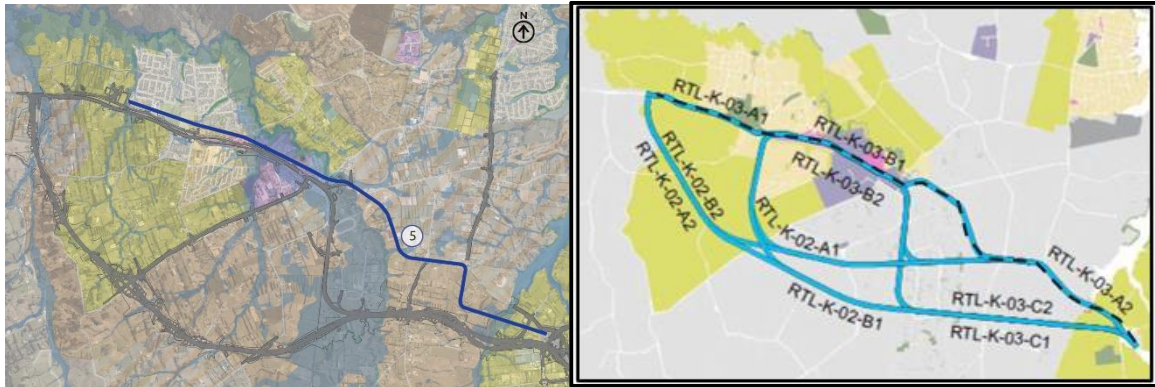 N
5
RTL-K-03-A1
RTL-K-03-B1
RTL-K-03-B2
RTL-K-02-B2
RTL-K-02-A2
RTL-K-02-A1
RTL-K-03-A2
RTL-K-02-B1
RTL-K-03-C2
RTL-K-03-C1